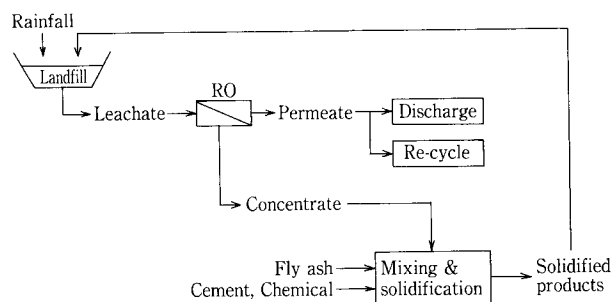 Rainfall
Landfill
Leachate
RO
Permeate
Discharge
Re-cycle
Concentrate
Fly ash
Cement, Chemical
Mixing &
solidification
Solidified
products